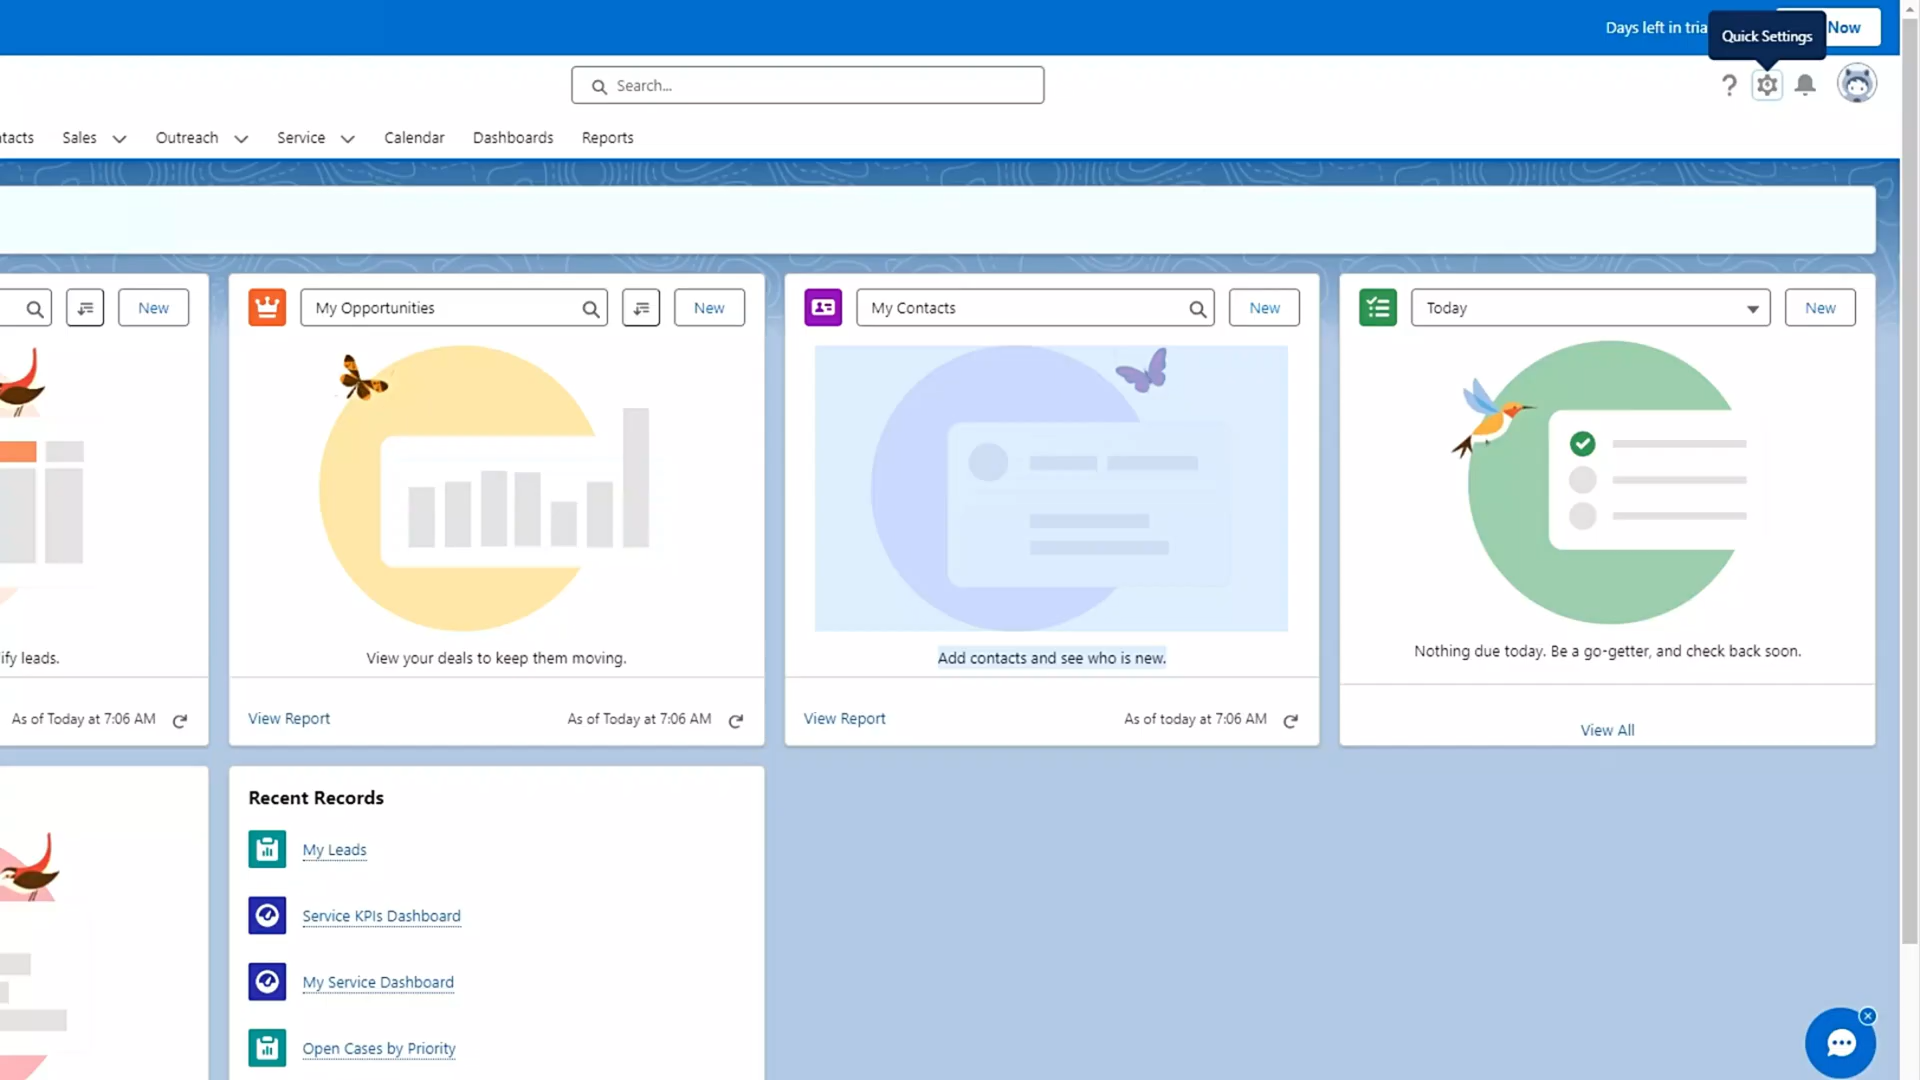 Days left in tria
Quick Settings
Now
Search...
tacts
Sales
Outreach
Service
Calendar
Dashboards
Reports
New
My Opportunities
New
My Contacts
New
Today
New
ify leads.
View your deals to keep them moving.
Add contacts and see who is new.
Nothing due today. Be a go-getter, and check back soon.
As of Today at 7:06 AM
View Report
As of Today at 7:06 AM
View Report
As of today at 7:06 AM
View All
Recent Records
My Leads
Service KPIs Dashboard
My Service Dashboard
Open Cases by Priority